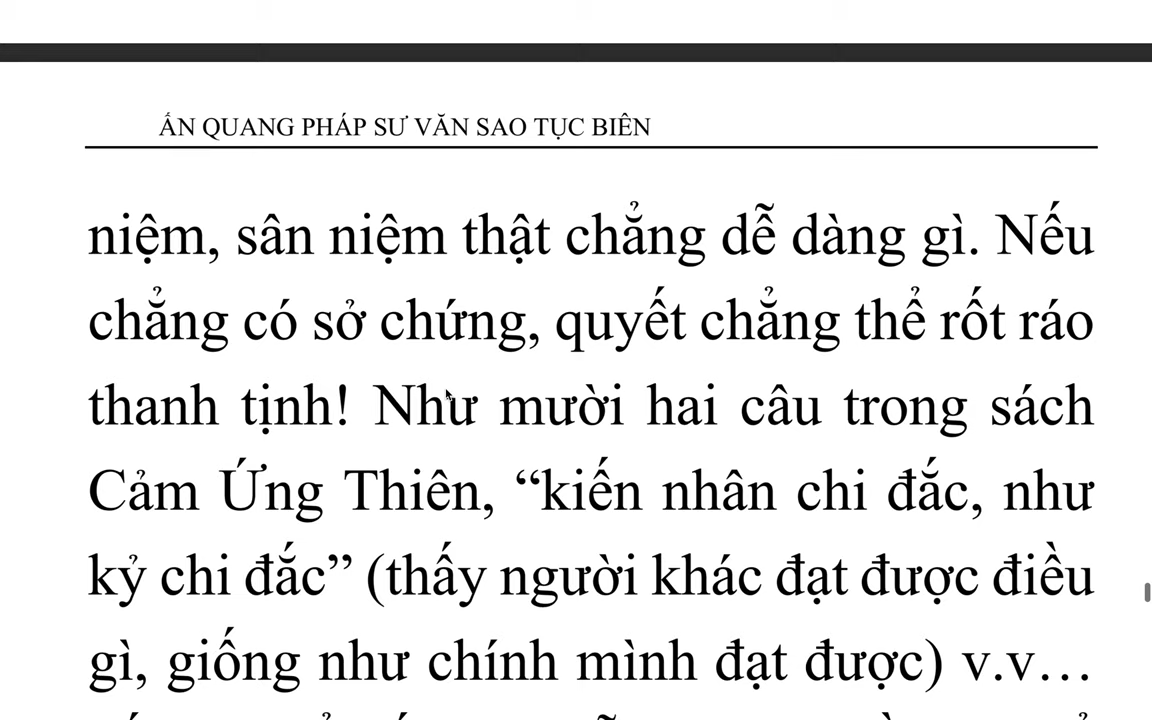 ẤN QUANG PHÁP SƯ VĂN SAO TỤC BIÊN
niệm, sân niệm thật chẳng dễ dàng gì. Nếu
chẳng có sở chứng, quyết chẳng thể rốt ráo
thanh tịnh! Như mười hai câu trong sách
Cảm Ứng Thiên, “kiến nhân chi đắc, như
kỷ chi đắc” (thấy người khác đạt được điều
gì, giống như chính mình đạt được) v.v…